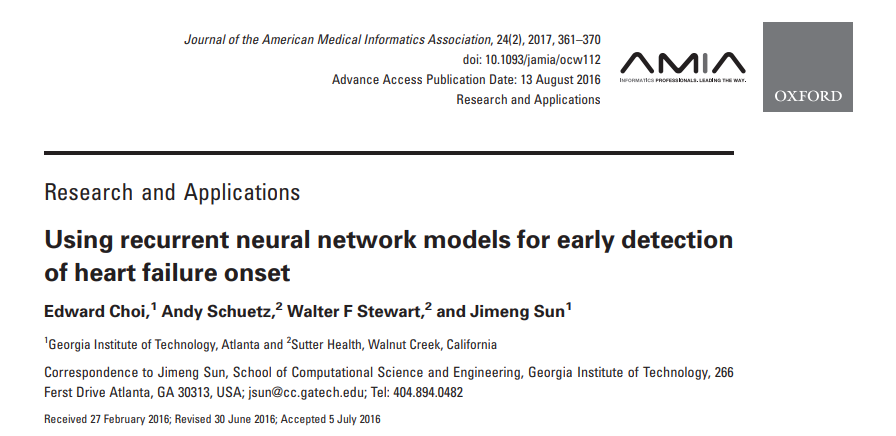 Journal of the American Medical Informatics Association, 24(2), 2017, 361–370
doi: 10.1093/jamia/ocw112
Advance Access Publication Date: 13 August 2016
Research and Applications
AMIA
INFORMATICS PROFESSIONALS. LEADING THE WAY.
OXFORD
Research and Applications
Using recurrent neural network models for early detection
of heart failure onset
Edward Choi,¹ Andy Schuetz,² Walter F Stewart,² and Jimeng Sun¹
¹Georgia Institute of Technology, Atlanta and ²Sutter Health, Walnut Creek, California
Correspondence to Jimeng Sun, School of Computational Science and Engineering, Georgia Institute of Technology, 266
Ferst Drive Atlanta, GA 30313, USA; jsun@cc.gatech.edu; Tel: 404.894.0482
Received 27 February 2016; Revised 30 June 2016; Accepted 5 July 2016